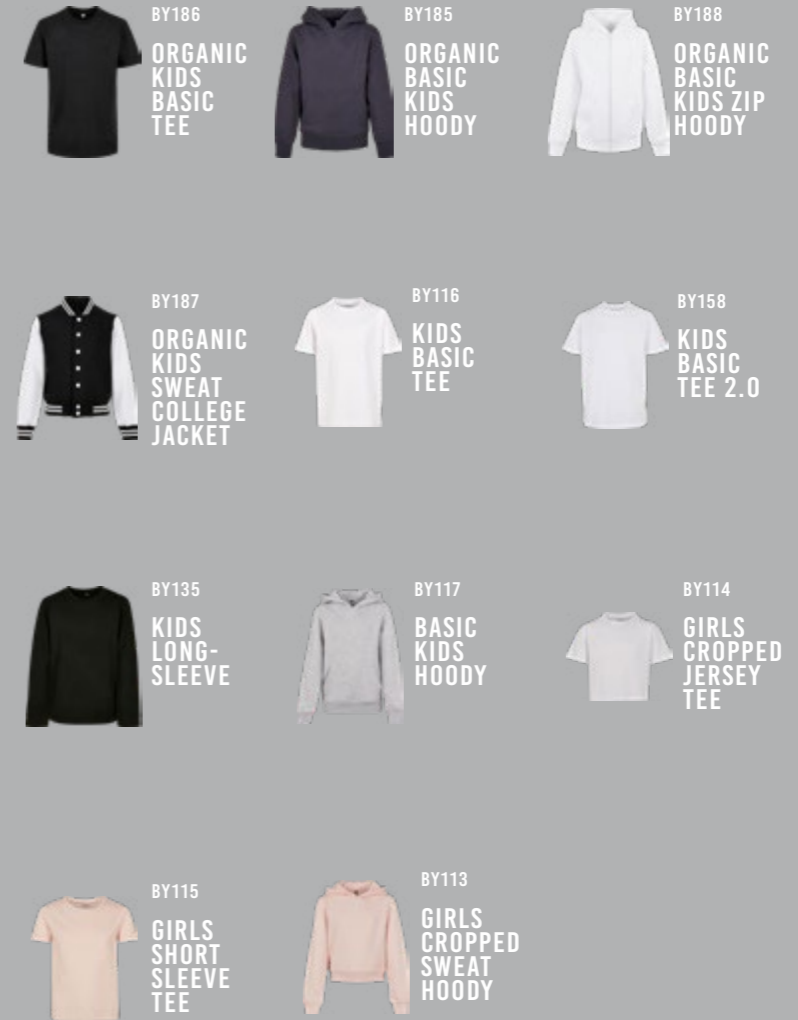 BY186
ORGANIC
KIDS
BASIC
TEE
BY185
ORGANIC
BASIC
KIDS
HOODY
BY188
ORGANIC
BASIC
KIDS ZIP
HOODY
BY187
ORGANIC
KIDS
SWEAT
COLLEGE
JACKET
BY116
KIDS
BASIC
TEE
BY158
KIDS
BASIC
TEE 2.0
BY135
KIDS
LONG-
SLEEVE
BY117
BASIC
KIDS
HOODY
BY114
GIRLS
CROPPED
JERSEY
TEE
BY115
GIRLS
SHORT
SLEEVE
TEE
BY113
GIRLS
CROPPED
SWEAT
HOODY